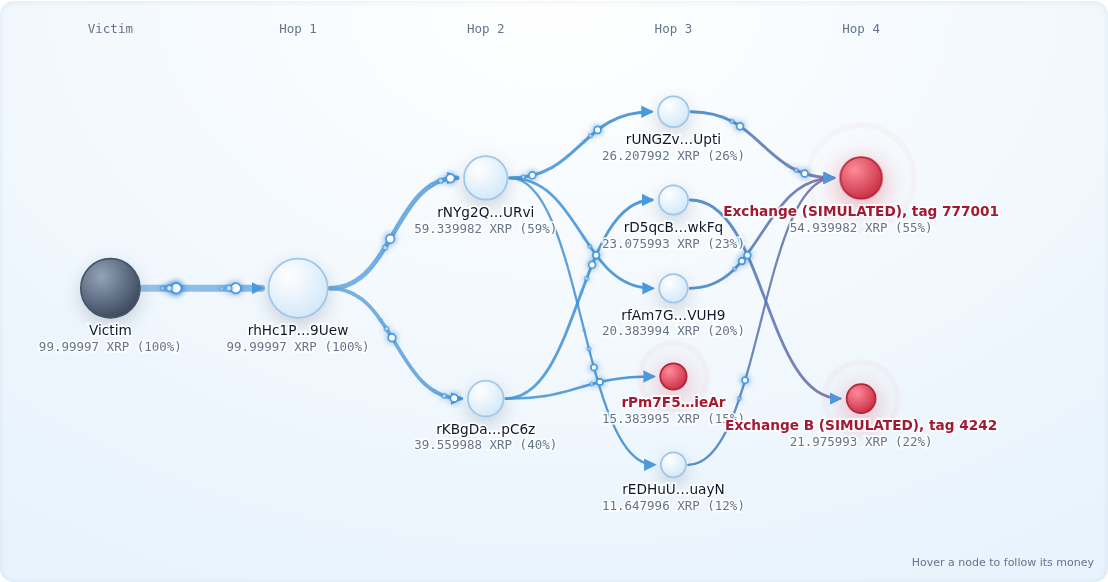 Victim
Hop 1
Hop 2
Hop 3
Hop 4
Victim
99.99997 XRP (100%)
rhHc1P…9Uew
99.99997 XRP (100%)
rNYg2Q…URvi
59.339982 XRP (59%)
rKBgDa…pC6z
39.559988 XRP (40%)
rUNGZv…Upti
26.207992 XRP (26%)
rD5qcB…wkFq
23.075993 XRP (23%)
rfAm7G…VUH9
20.383994 XRP (20%)
rPm7F5…ieAr
15.383995 XRP (15%)
rEDHuU…uayN
11.647996 XRP (12%)
Exchange (SIMULATED), tag 777001
54.939982 XRP (55%)
Exchange B (SIMULATED), tag 4242
21.975993 XRP (22%)
Hover a node to follow its money